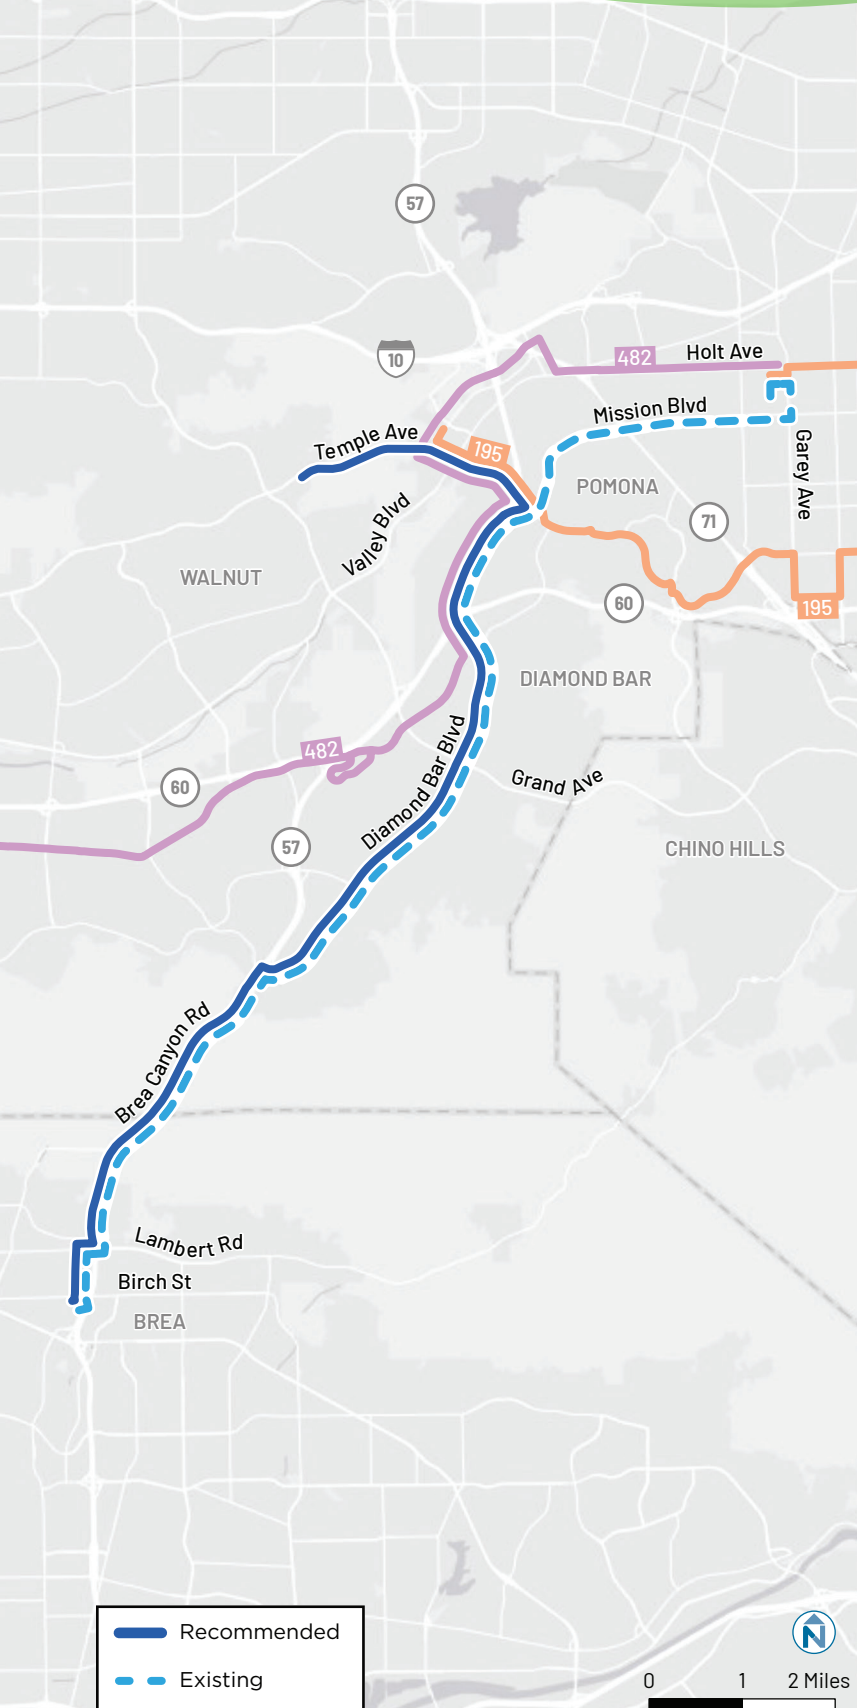 57
482
Holt Ave
10
Mission Blvd
Temple Ave
195
Garey Ave
POMONA
Valley Blvd
71
WALNUT
60
195
DIAMOND BAR
482
Diamond Bar Blvd
Grand Ave
60
57
CHINO HILLS
Brea Canyon Rd
Lambert Rd
Birch St
BREA
Recommended
Existing
N
0 1 2 Miles